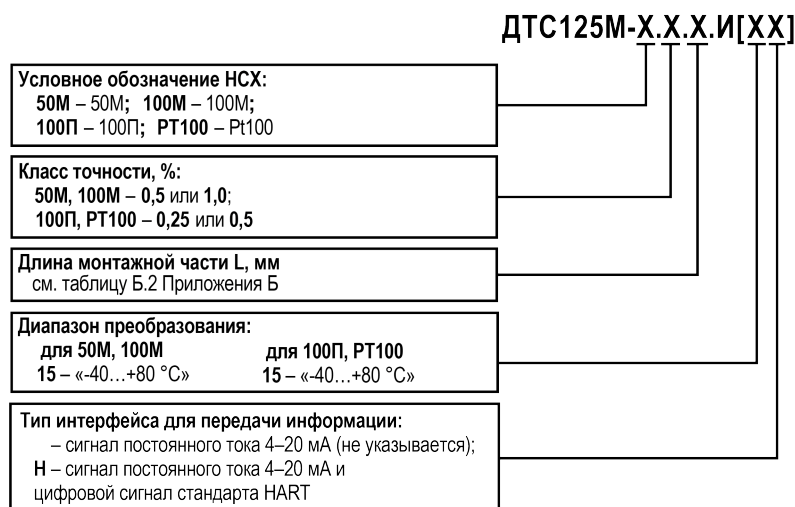 ДТС125М-Х.Х.Х.И[ХХ]
Условное обозначение НСХ:
50М – 50М; 100М – 100М;
100П – 100П; РТ100 – Pt100
Класс точности, %:
50М, 100М – 0,5 или 1,0;
100П, РТ100 – 0,25 или 0,5
Длина монтажной части L, мм
см. таблицу Б.2 Приложения Б
Диапазон преобразования:
для 50М, 100М для 100П, РТ100
15 – «-40…+80 °С» 15 – «-40…+80 °С»
Тип интерфейса для передачи информации:
– сигнал постоянного тока 4–20 мА (не указывается);
Н – сигнал постоянного тока 4–20 мА и
цифровой сигнал стандарта HART